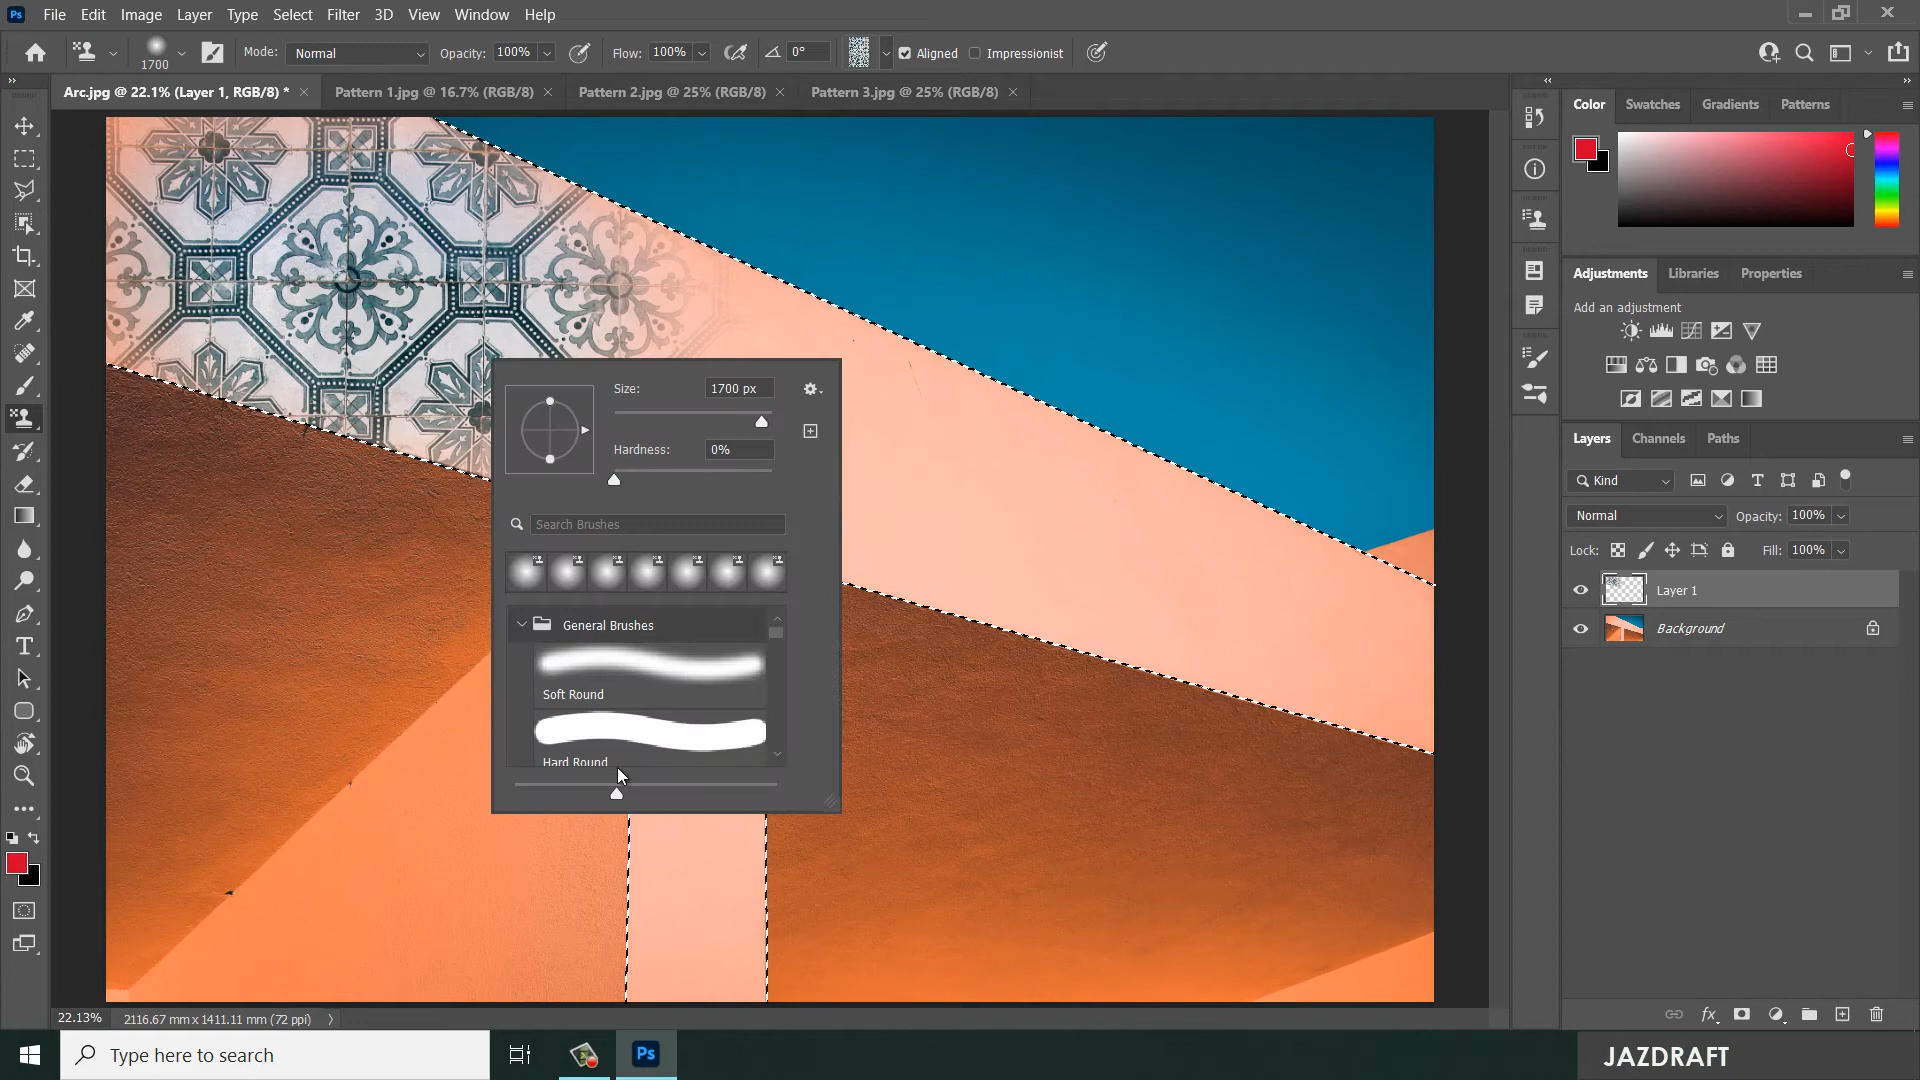 Ps File Edit Image Layer Type Select Filter 3D View Window Help
1700 Mode: Normal Opacity: 100% Flow: 100% 0° Aligned Impressionist
Arc.jpg @ 22.1% (Layer 1, RGB/8) * Pattern 1.jpg @ 16.7% (RGB/8) Pattern 2.jpg @ 25% (RGB/8) Pattern 3.jpg @ 25% (RGB/8)
Color Swatches Gradients Patterns
Adjustments Libraries Properties
Add an adjustment
Size: 1700 px
Hardness: 0%
Search Brushes
General Brushes
Soft Round
Hard Round
Layers Channels Paths
Kind
Normal Opacity: 100%
Lock: Fill: 100%
Layer 1
Background
22.13% 2116.67 mm x 1411.11 mm (72 ppi)
Type here to search
Ps
JAZDRAFT